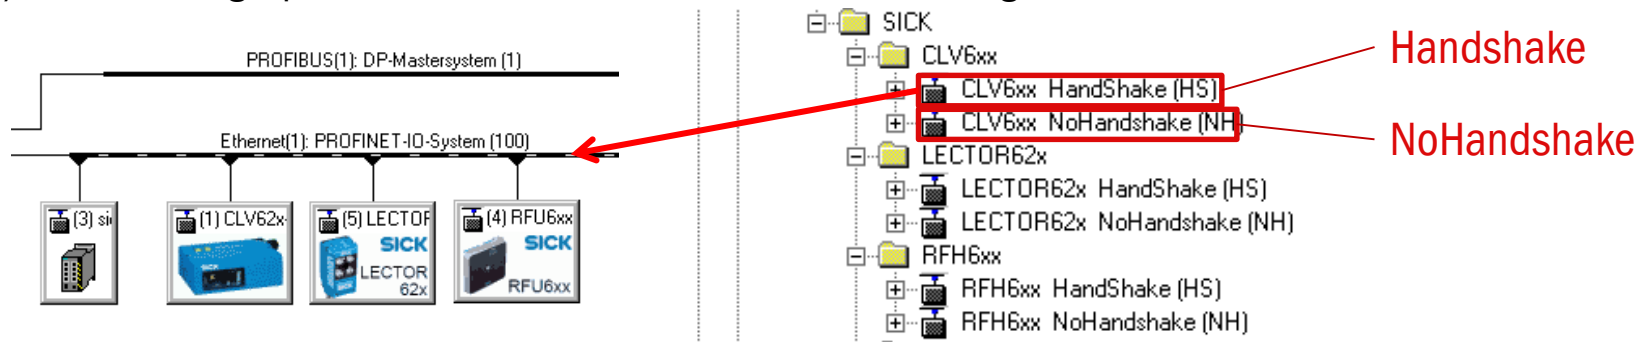 PROFIBUS(1): DP-Mastersystem (1)
Ethernet(1): PROFINET-IO-System (100)
(3) si
(1) CLV62x-
SICK
(5) LECTOR
SICK
LECTOR
62x
(4) RFU6xx
SICK
RFU6xx
SICK
CLV6xx
CLV6xx HandShake (HS)
CLV6xx NoHandshake (NH)
LECTOR62x
LECTOR62x HandShake (HS)
LECTOR62x NoHandshake (NH)
RFH6xx
RFH6xx HandShake (HS)
RFH6xx NoHandshake (NH)
Handshake
NoHandshake